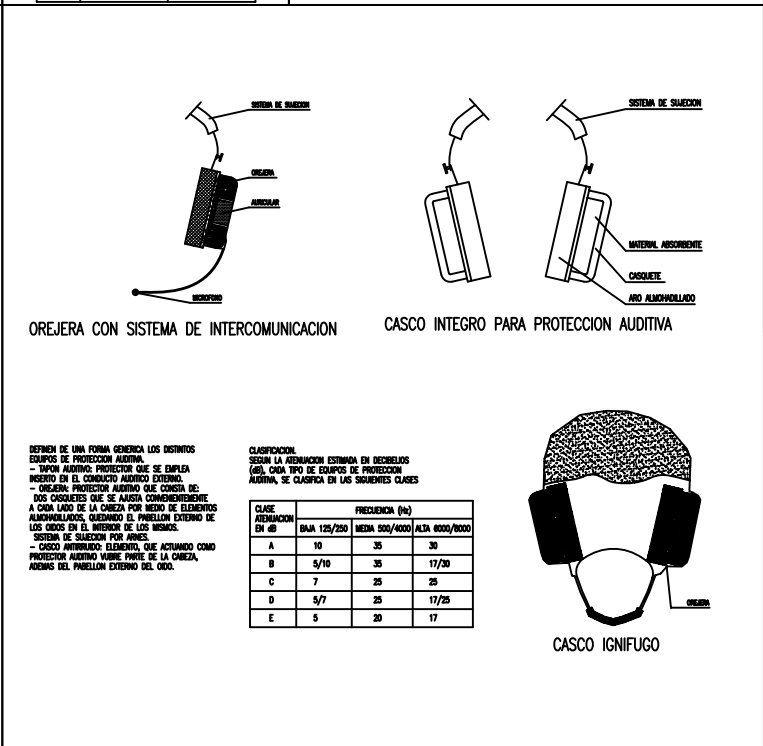 SISTEMA DE SUJECION
OREJERA
AURICULAR
MICROFONO
OREJERA CON SISTEMA DE INTERCOMUNICACION
SISTEMA DE SUJECION
MATERIAL ABSORBENTE
CASQUETE
ARO ALMOHADILLADO
CASCO INTEGRO PARA PROTECCION AUDITIVA
DEFINEN DE UNA FORMA GENERICA LOS DISTINTOS
EQUIPOS DE PROTECCION AUDITIVA.
– TAPON AUDITIVO: PROTECTOR QUE SE EMPLEA
INSERTO EN EL CONDUCTO AUDITICO EXTERNO.
– OREJERA: PROTECTOR AUDITIVO QUE CONSTA DE:
DOS CASQUETES QUE SE AJUSTA CONVENIENTEMENTE
A CADA LADO DE LA CABEZA POR MEDIO DE ELEMENTOS
ALMOHADILLADOS, QUEDANDO EL PABELLON EXTERNO DE
LOS OIDOS EN EL INTERIOR DE LOS MISMOS.
SISTEMA DE SUJECION POR ARNES.
– CASCO ANTIRRUIDO: ELEMENTO, QUE ACTUANDO COMO
PROTECTOR AUDITIVO VUBRE PARTE DE LA CABEZA,
ADEMAS DEL PABELLON EXTERNO DEL OIDO.
CLASIFICACION.
SEGUN LA ATENUACION ESTIMADA EN DECIBELIOS
(dB), CADA TIPO DE EQUIPOS DE PROTECCION
AUDITIVA, SE CLASIFICA EN LAS SIGUIENTES CLASES
CLASE ATENUACION EN dB FRECUENCIA (Hz)
BAJA 125/250 MEDIA 500/4000 ALTA 6000/8000
A 10 35 30
B 5/10 35 17/30
C 7 25 25
D 5/7 25 17/25
E 5 20 17
OREJERA
CASCO IGNIFUGO